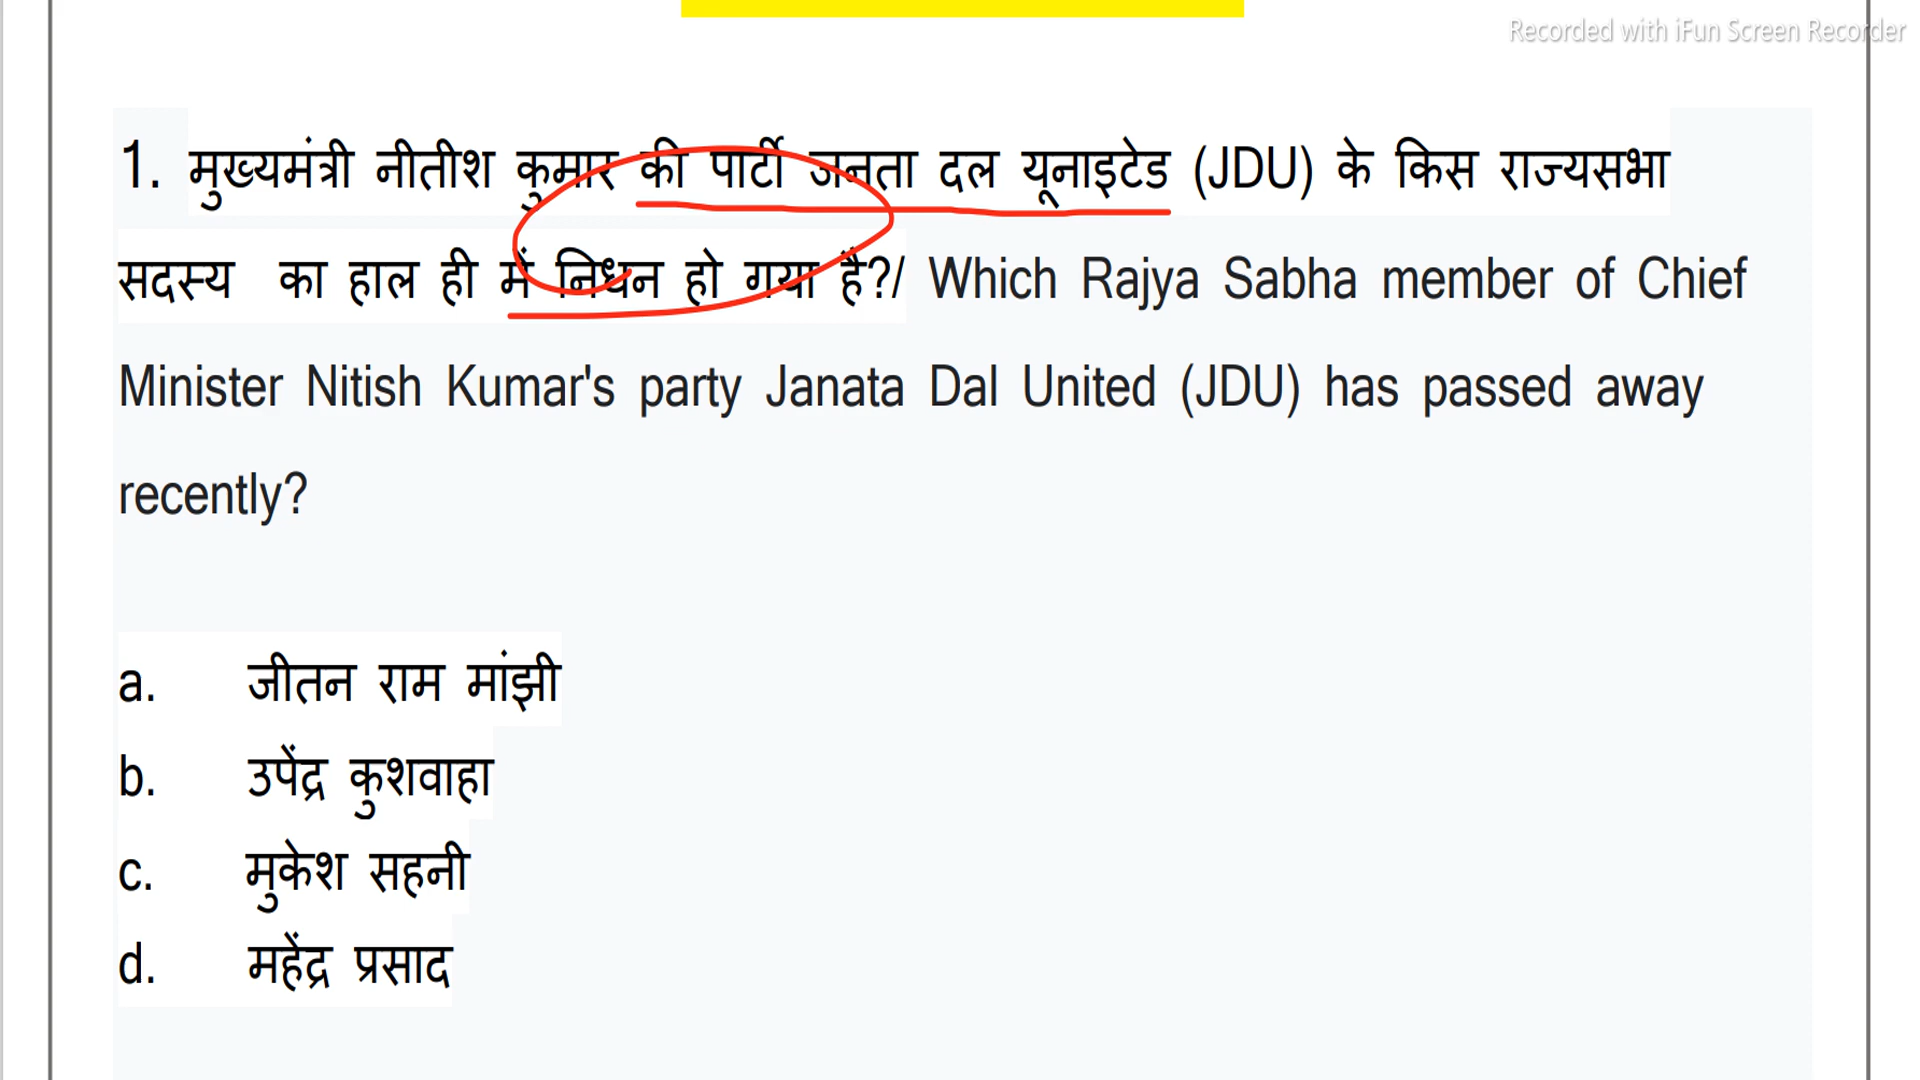 Recorded with iFun Screen Recorder
1. मुख्यमंत्री नीतीश कुमार की पार्टी जनता दल यूनाइटेड (JDU) के किस राज्यसभा
सदस्य का हाल ही में निधन हो गया है?/ Which Rajya Sabha member of Chief
Minister Nitish Kumar's party Janata Dal United (JDU) has passed away
recently?
a. जीतन राम मांझी
b. उपेंद्र कुशवाहा
c. मुकेश सहनी
d. महेंद्र प्रसाद